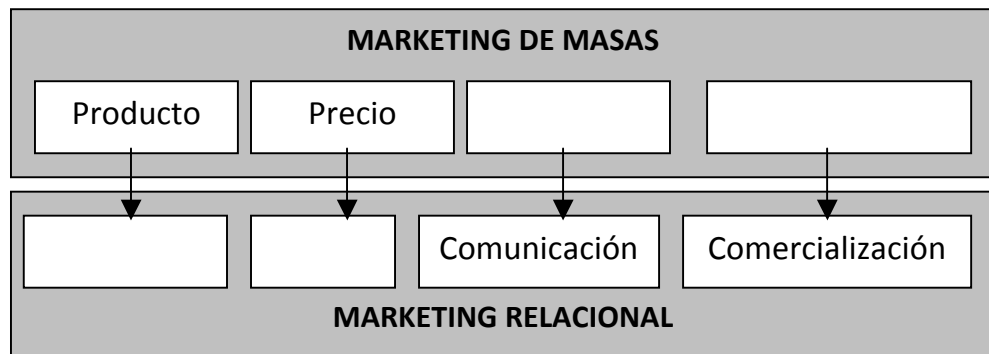 MARKETING DE MASAS
Producto Precio
Comunicación Comercialización
MARKETING RELACIONAL